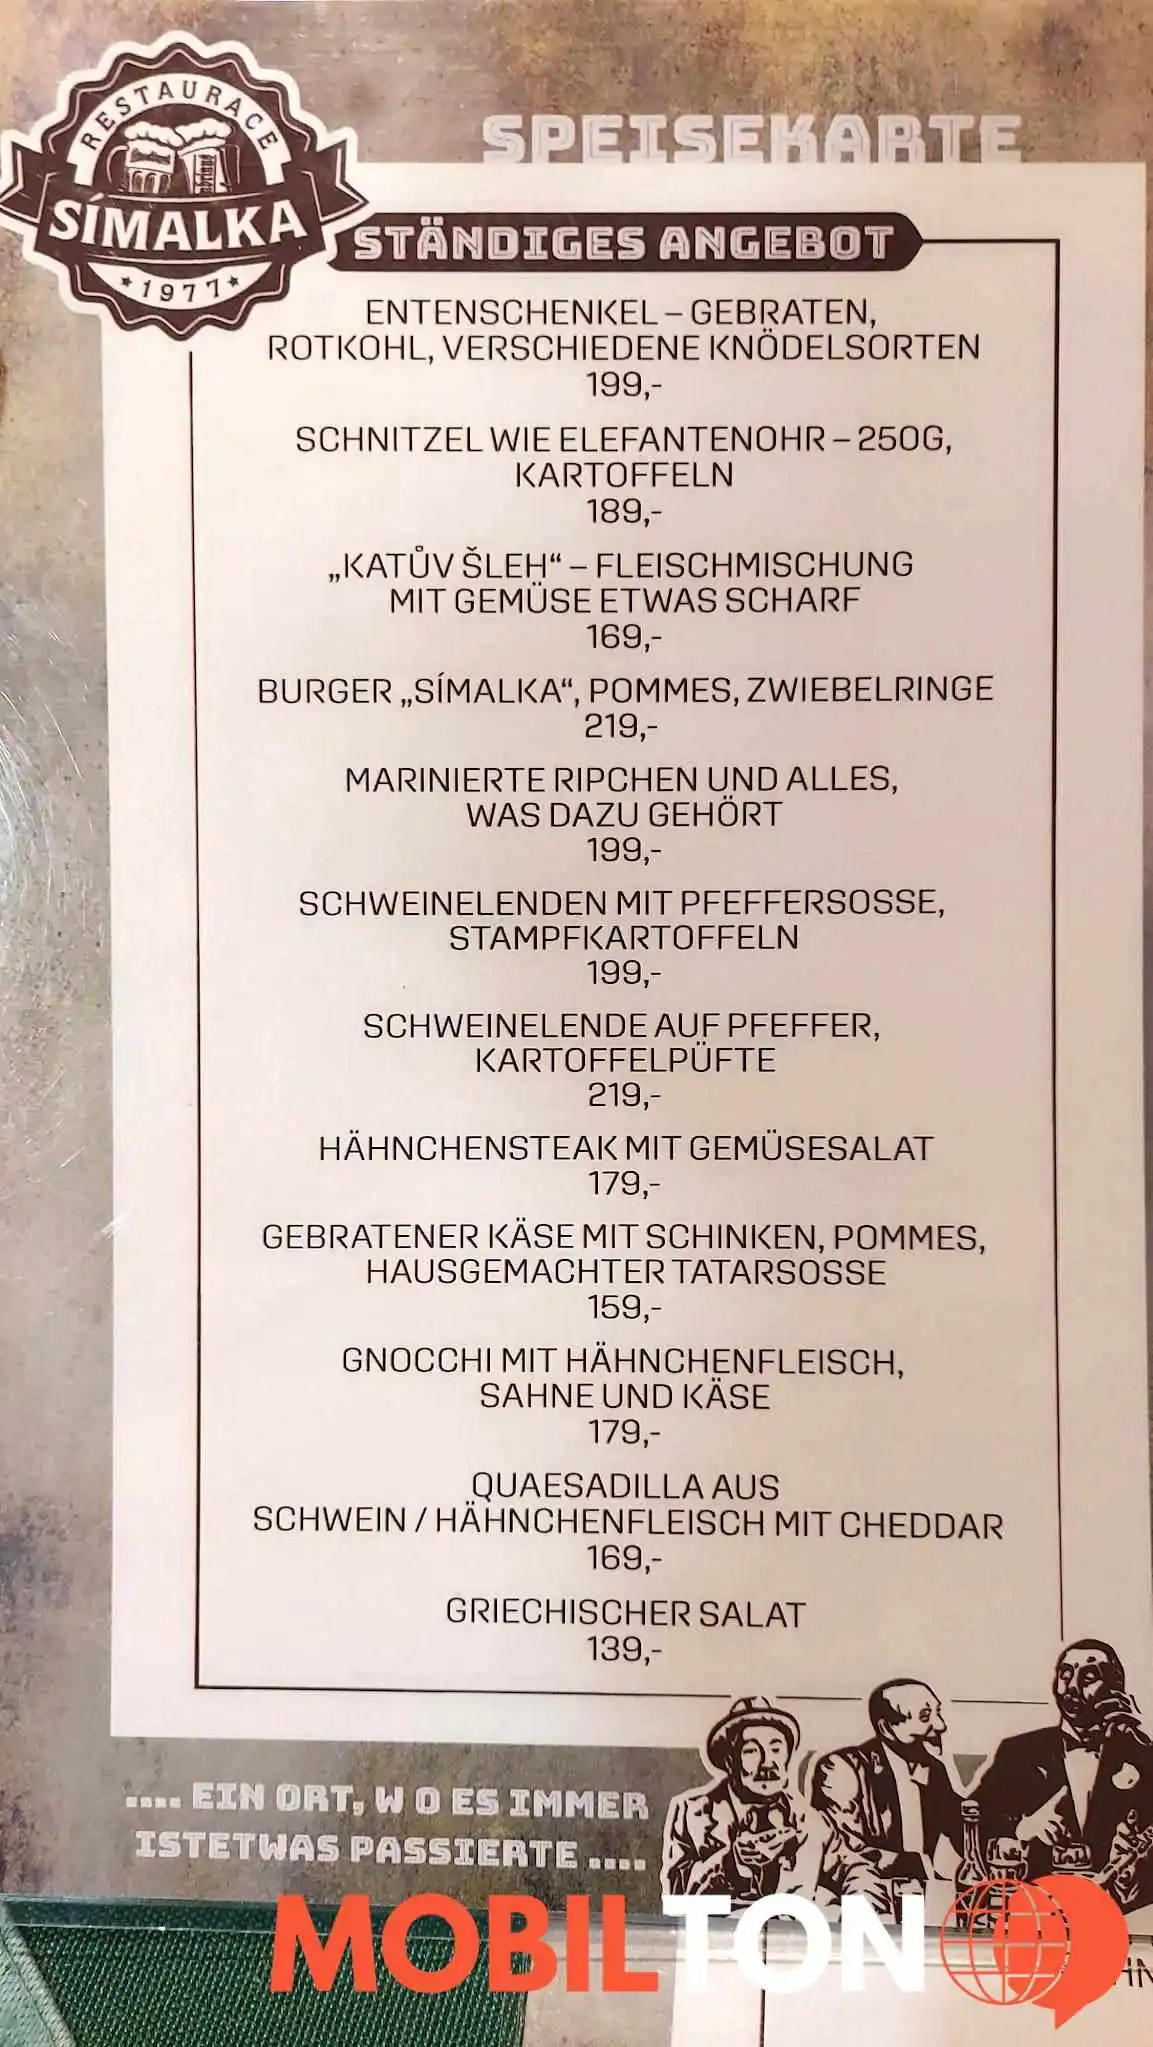 RESTAURACE
SÍMALKA
1977
SPEISEKARTE
STÄNDIGES ANGEBOT
ENTENSCHENKEL – GEBRATEN,
ROTKOHL, VERSCHIEDENE KNÖDELSORTEN
199,-
SCHNITZEL WIE ELEFANTENOHR – 250G,
KARTOFFELN
189,-
„KATŮV ŠLEH“ – FLEISCHMISCHUNG
MIT GEMÜSE ETWAS SCHARF
169,-
BURGER „SÍMALKA“, POMMES, ZWIEBELRINGE
219,-
MARINIERTE RIPCHEN UND ALLES,
WAS DAZU GEHÖRT
199,-
SCHWEINELENDEN MIT PFEFFERSOSSE,
STAMPFKARTOFFELN
199,-
SCHWEINELENDE AUF PFEFFER,
KARTOFFELPÜFTE
219,-
HÄHNCHENSTEAK MIT GEMÜSESALAT
179,-
GEBRATENER KÄSE MIT SCHINKEN, POMMES,
HAUSGEMACHTER TATARSOSSE
159,-
GNOCCHI MIT HÄHNCHENFLEISCH,
SAHNE UND KÄSE
179,-
QUAESADILLA AUS
SCHWEIN / HÄHNCHENFLEISCH MIT CHEDDAR
169,-
GRIECHISCHER SALAT
139,-
.... EIN ORT, W O ES IMMER
ISTETWAS PASSIERTE ....
MOBILTON